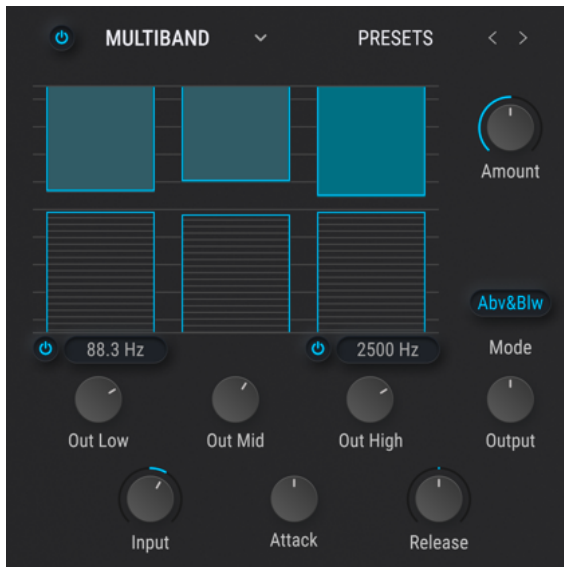 MULTIBAND
PRESETS
Amount
Abv&Blw
88.3 Hz
2500 Hz
Mode
Out Low
Out Mid
Out High
Output
Input
Attack
Release